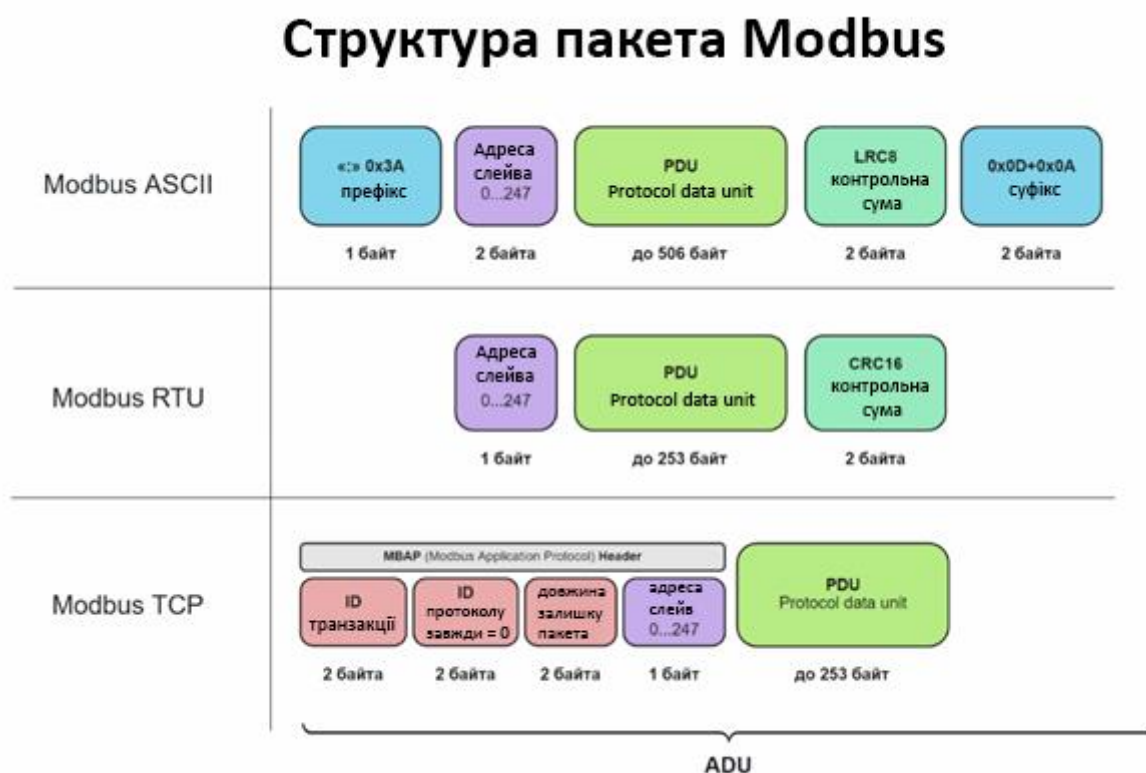 Структура пакета Modbus
Modbus ASCII
«:» 0x3A
префікс
1 байт
Адреса
слейва
0...247
2 байта
PDU
Protocol data unit
до 506 байт
LRC8
контрольна
сума
2 байта
0x0D+0x0A
суфікс
2 байта
Modbus RTU
Адреса
слейва
0...247
1 байт
PDU
Protocol data unit
до 253 байт
CRC16
контрольна
сума
2 байта
Modbus TCP
MBAP (Modbus Application Protocol) Header
ID
транзакції
2 байта
ID
протоколу
завжди = 0
2 байта
довжина
залишку
пакета
2 байта
адреса
слейв
0...247
1 байт
PDU
Protocol data unit
до 253 байт
ADU